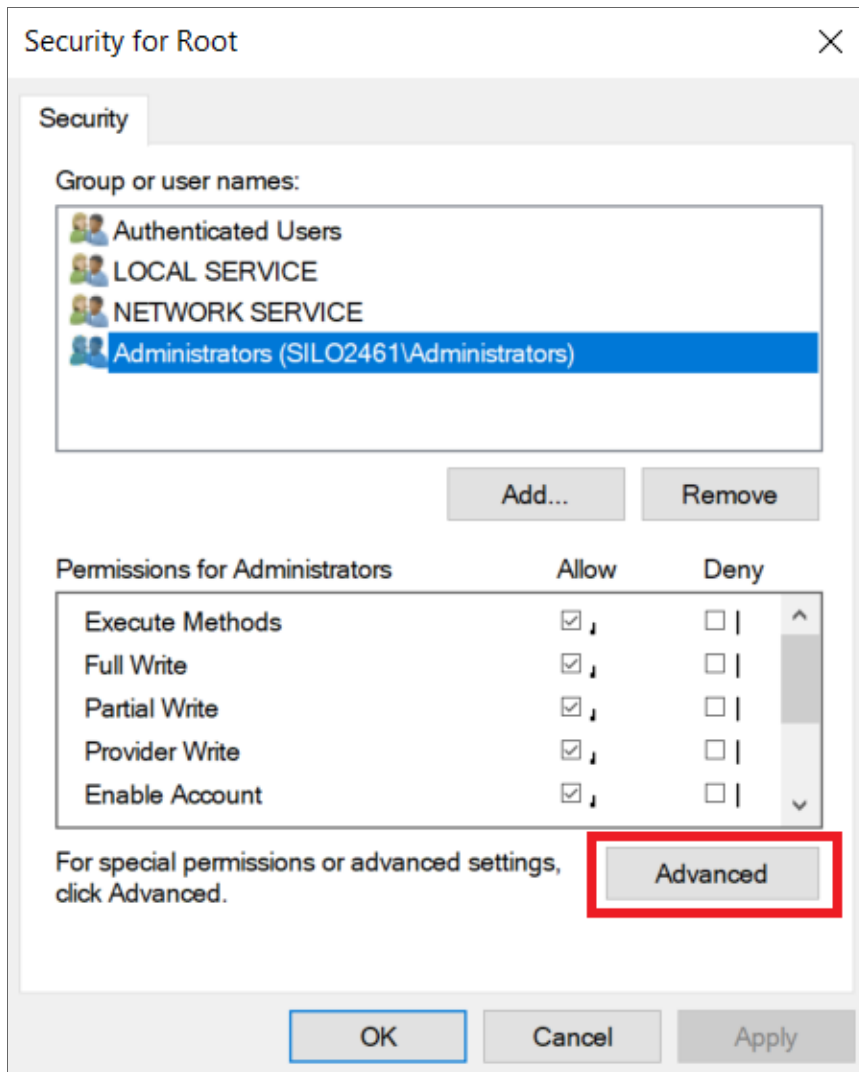 Security for Root
Security
Group or user names:
Authenticated Users
LOCAL SERVICE
NETWORK SERVICE
Administrators (SILO2461\Administrators)
Add... Remove
Permissions for Administrators Allow Deny
Execute Methods
Full Write
Partial Write
Provider Write
Enable Account
For special permissions or advanced settings,
click Advanced.
Advanced
OK Cancel Apply